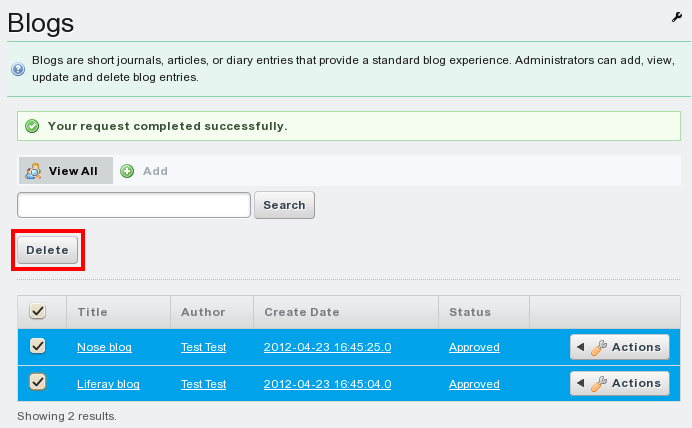 Blogs
Blogs are short journals, articles, or diary entries that provide a standard blog experience. Administrators can add, view,
update and delete blog entries.
Your request completed successfully.
View All Add
Search
Delete
Title Author Create Date Status
Nose blog Test Test 2012-04-23 16:45:25.0 Approved Actions
Liferay blog Test Test 2012-04-23 16:45:04.0 Approved Actions
Showing 2 results.